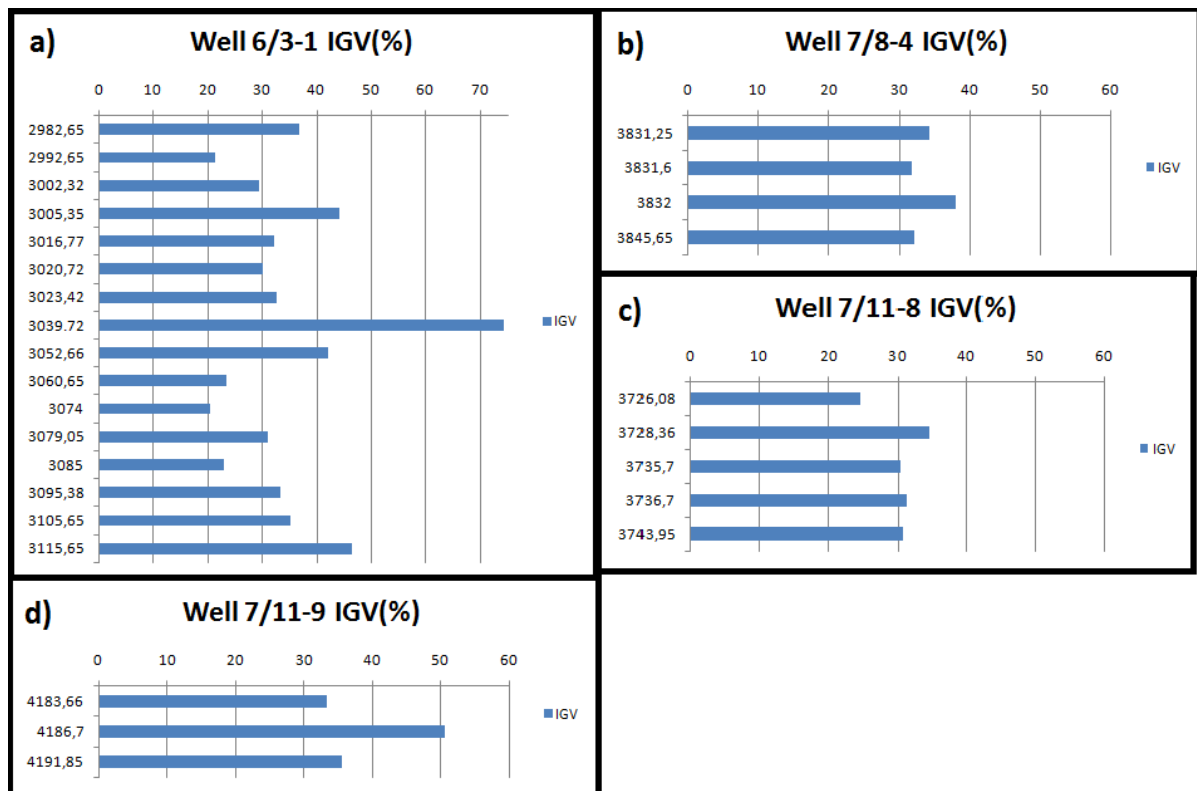 a)
Well 6/3-1 IGV(%)
0 10 20 30 40 50 60 70
2982,65
2992,65
3002,32
3005,35
3016,77
3020,72
3023,42
3039.72
3052,66
3060,65
3074
3079,05
3085
3095,38
3105,65
3115,65
IGV
b)
Well 7/8-4 IGV(%)
0 10 20 30 40 50 60
3831,25
3831,6
3832
3845,65
IGV
c)
Well 7/11-8 IGV(%)
0 10 20 30 40 50 60
3726,08
3728,36
3735,7
3736,7
3743,95
IGV
d)
Well 7/11-9 IGV(%)
0 10 20 30 40 50 60
4183,66
4186,7
4191,85
IGV